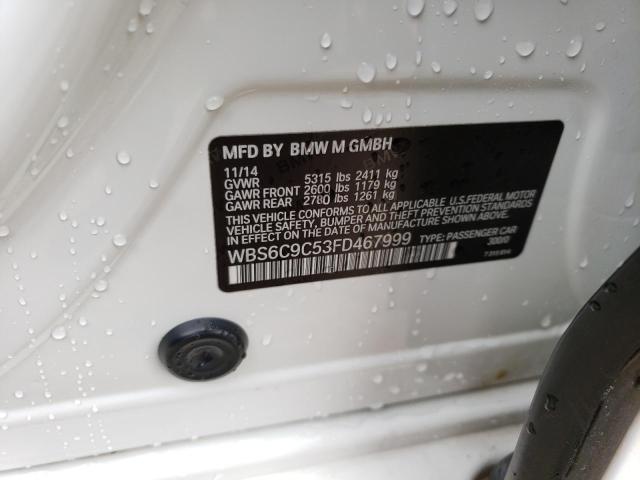 MFD BY BMW M GMBH
11/14
GVWR 5315 lbs 2411 kg
GAWR FRONT 2600 lbs 1179 kg
GAWR REAR 2780 lbs 1261 kg
THIS VEHICLE CONFORMS TO ALL APPLICABLE U.S.FEDERAL MOTOR
VEHICLE SAFETY, BUMPER AND THEFT PREVENTION STANDARDS
IN EFFECT ON THE DATE OF MANUFACTURE SHOWN ABOVE.
WBS6C9C53FD467999 TYPE: PASSENGER CAR
300/0